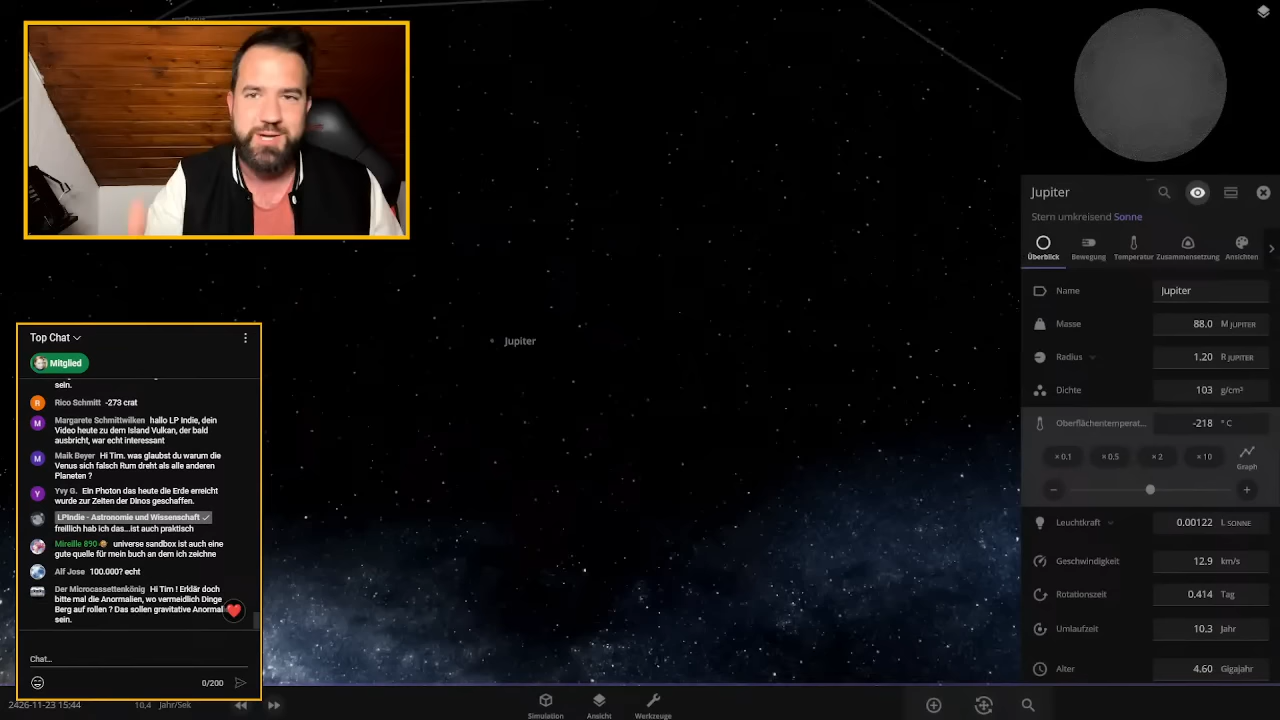 Orcus
Top Chat
Mitglied
sein.
Rico Schmitt -273 crat
Margarete Schmittwilken hallo LP Indie, dein
Video heute zu dem Island Vulkan, der bald
ausbricht, war echt interessant
Maik Beyer Hi Tim. was glaubst du warum die
Venus sich falsch Rum dreht als alle anderen
Planeten ?
Yvy G. Ein Photon das heute die Erde erreicht
wurde zur Zeiten der Dinos geschaffen.
LPIndie - Astronomie und Wissenschaft
freilich hab ich das...ist auch praktisch
Mireille 890 universe sandbox ist auch eine
gute quelle für mein buch an dem ich zeichne
Alf Jose 100.000? echt
Der Microcassettenkönig Hi Tim ! Erklär doch
bitte mal die Anormalien, wo vermeidlich Dinge
Berg auf rollen ? Das sollen gravitative Anormal
sein.
Chat...
0/200
2426-11-23 15:44
10,4 Jahr/Sek
Jupiter
Simulation
Ansicht
Werkzeuge
Jupiter
Stern umkreisend Sonne
Überblick
Bewegung
Temperatur
Zusammensetzung
Ansichten
Name Jupiter
Masse 88.0 M JUPITER
Radius 1.20 R JUPITER
Dichte 103 g/cm³
Oberflächentemperat... -218 ° C
× 0.1 × 0.5 × 2 × 10 Graph
Leuchtkraft 0.00122 L SONNE
Geschwindigkeit 12.9 km/s
Rotationszeit 0.414 Tag
Umlaufzeit 10.3 Jahr
Alter 4.60 Gigajahr